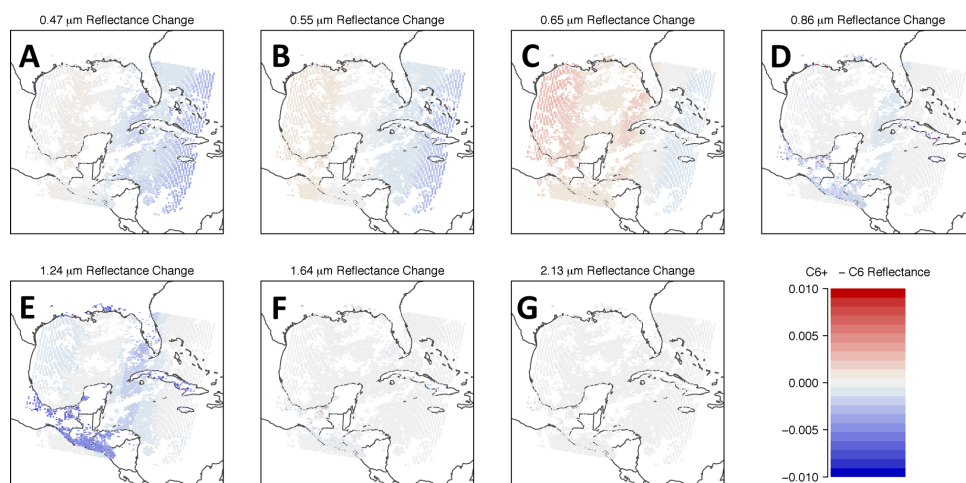 0.47 μm Reflectance Change
0.55 μm Reflectance Change
0.65 μm Reflectance Change
0.86 μm Reflectance Change
A
B
C
D
1.24 μm Reflectance Change
1.64 μm Reflectance Change
2.13 μm Reflectance Change
C6+ − C6 Reflectance
E
F
G
0.010
0.005
0.000
−0.005
−0.010